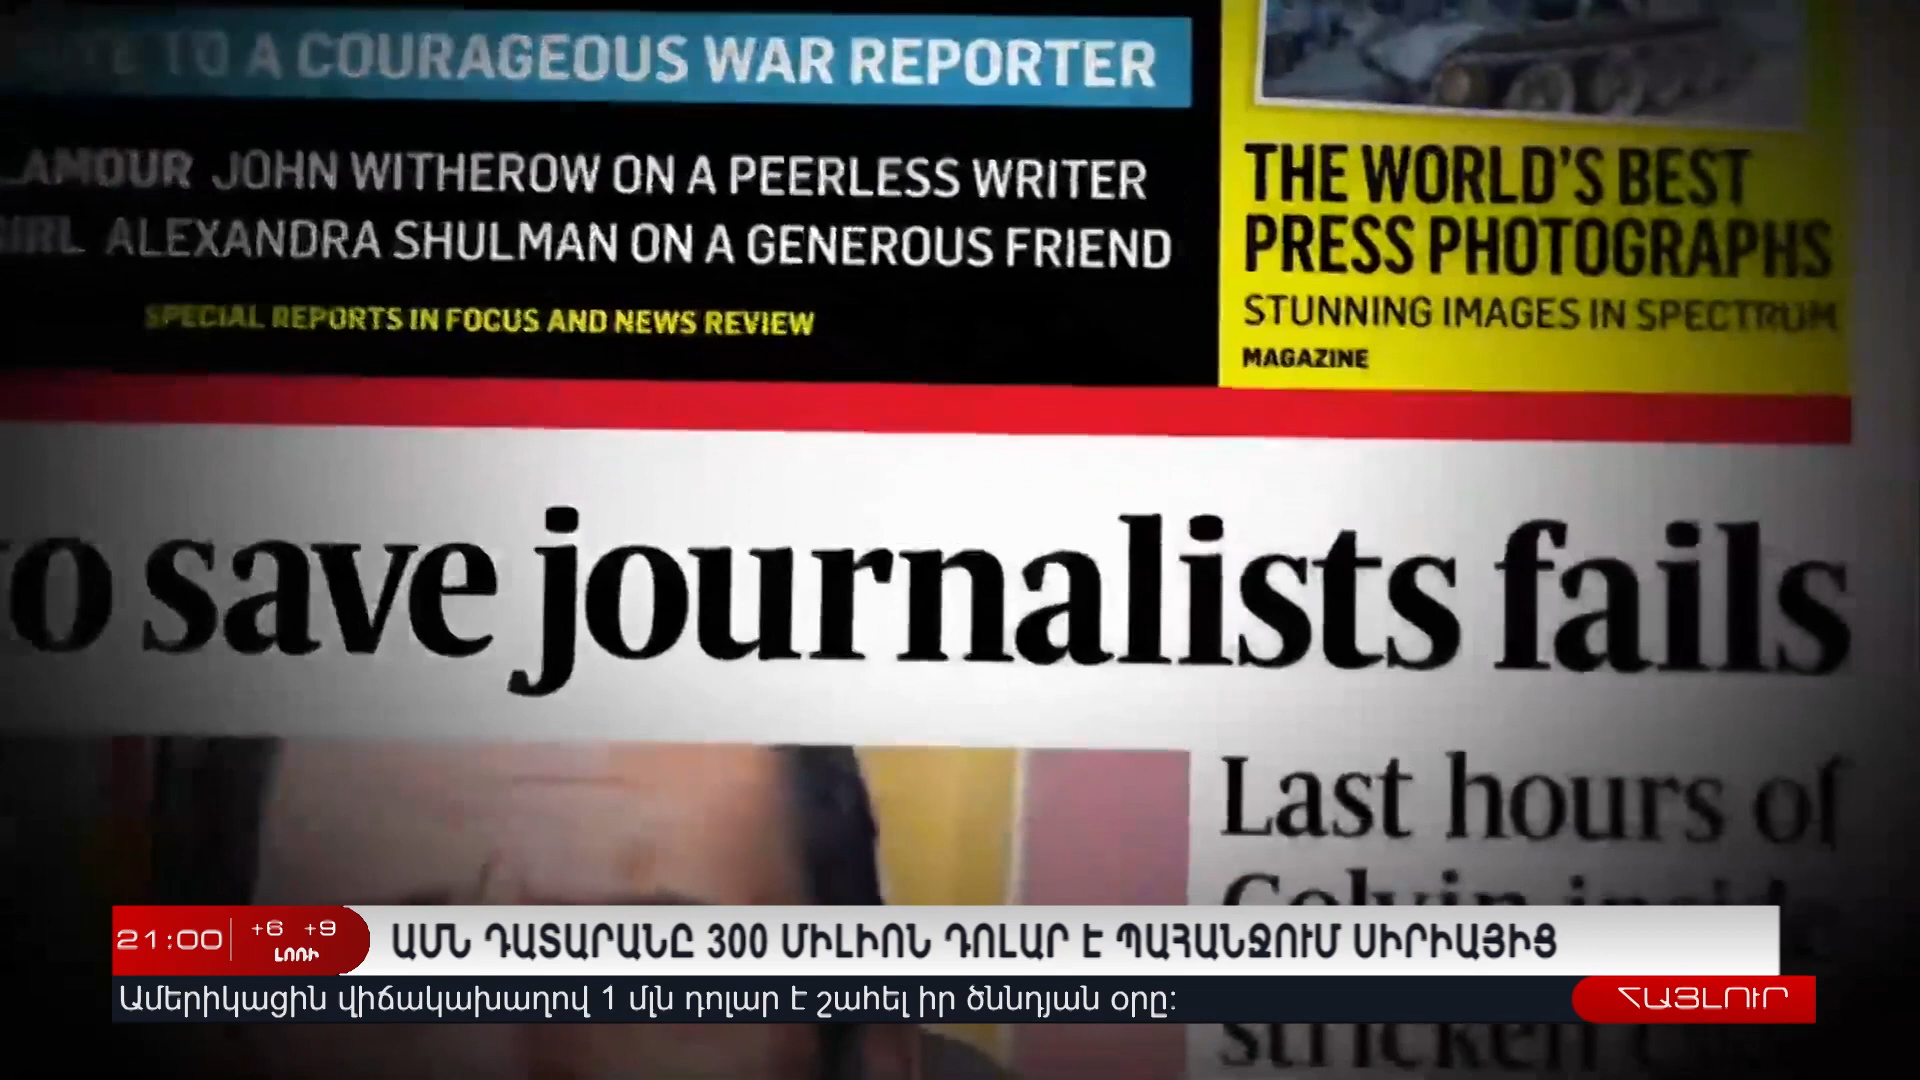 TO A COURAGEOUS WAR REPORTER
JOHN WITHEROW ON A PEERLESS WRITER
ALEXANDRA SHULMAN ON A GENEROUS FRIEND
SPECIAL REPORTS IN FOCUS AND NEWS REVIEW
THE WORLD'S BEST
PRESS PHOTOGRAPHS
STUNNING IMAGES IN SPECTRUM
MAGAZINE
save journalists fails
Last hours of
21:00
+6 +9
ԼՈՌԻ
ԱՄՆ ԴԱՏԱՐԱՆԸ 300 ՄԻԼԻՈՆ ԴՈԼԱՐ Է ՊԱՀԱՆՋՈՒՄ ՍԻՐԻԱՅԻՑ
Ամերիկացին վիճակախաղով 1 մլն դոլար է շահել իր ծննդյան օրը:
ՀԱՅԼՈՒՐ